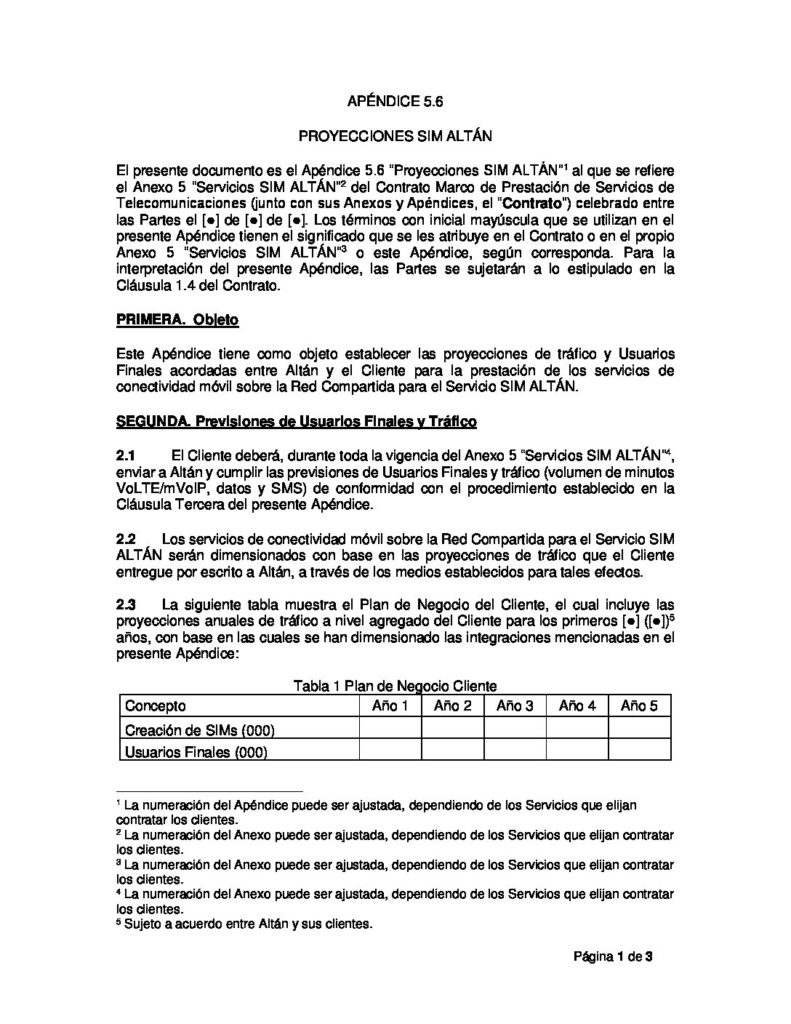 APÉNDICE 5.6
PROYECCIONES SIM ALTÁN
El presente documento es el Apéndice 5.6 "Proyecciones SIM ALTÁN"¹ al que se refiere
el Anexo 5 "Servicios SIM ALTÁN"² del Contrato Marco de Prestación de Servicios de
Telecomunicaciones (junto con sus Anexos y Apéndices, el "Contrato") celebrado entre
las Partes el [●] de [●] de [●]. Los términos con inicial mayúscula que se utilizan en el
presente Apéndice tienen el significado que se les atribuye en el Contrato o en el propio
Anexo 5 "Servicios SIM ALTÁN"³ o este Apéndice, según corresponda. Para la
interpretación del presente Apéndice, las Partes se sujetarán a lo estipulado en la
Cláusula 1.4 del Contrato.
PRIMERA. Objeto
Este Apéndice tiene como objeto establecer las proyecciones de tráfico y Usuarios
Finales acordadas entre Altán y el Cliente para la prestación de los servicios de
conectividad móvil sobre la Red Compartida para el Servicio SIM ALTÁN.
SEGUNDA. Previsiones de Usuarios Finales y Tráfico
2.1 El Cliente deberá, durante toda la vigencia del Anexo 5 "Servicios SIM ALTÁN"⁴,
enviar a Altán y cumplir las previsiones de Usuarios Finales y tráfico (volumen de minutos
VoLTE/mVoIP, datos y SMS) de conformidad con el procedimiento establecido en la
Cláusula Tercera del presente Apéndice.
2.2 Los servicios de conectividad móvil sobre la Red Compartida para el Servicio SIM
ALTÁN serán dimensionados con base en las proyecciones de tráfico que el Cliente
entregue por escrito a Altán, a través de los medios establecidos para tales efectos.
2.3 La siguiente tabla muestra el Plan de Negocio del Cliente, el cual incluye las
proyecciones anuales de tráfico a nivel agregado del Cliente para los primeros [●] ([●])⁵
años, con base en las cuales se han dimensionado las integraciones mencionadas en el
presente Apéndice:
Tabla 1 Plan de Negocio Cliente
Concepto Año 1 Año 2 Año 3 Año 4 Año 5
Creación de SIMs (000)
Usuarios Finales (000)
¹ La numeración del Apéndice puede ser ajustada, dependiendo de los Servicios que elijan
contratar los clientes.
² La numeración del Anexo puede ser ajustada, dependiendo de los Servicios que elijan contratar
los clientes.
³ La numeración del Anexo puede ser ajustada, dependiendo de los Servicios que elijan contratar
los clientes.
⁴ La numeración del Anexo puede ser ajustada, dependiendo de los Servicios que elijan contratar
los clientes.
⁵ Sujeto a acuerdo entre Altán y sus clientes.
Página 1 de 3